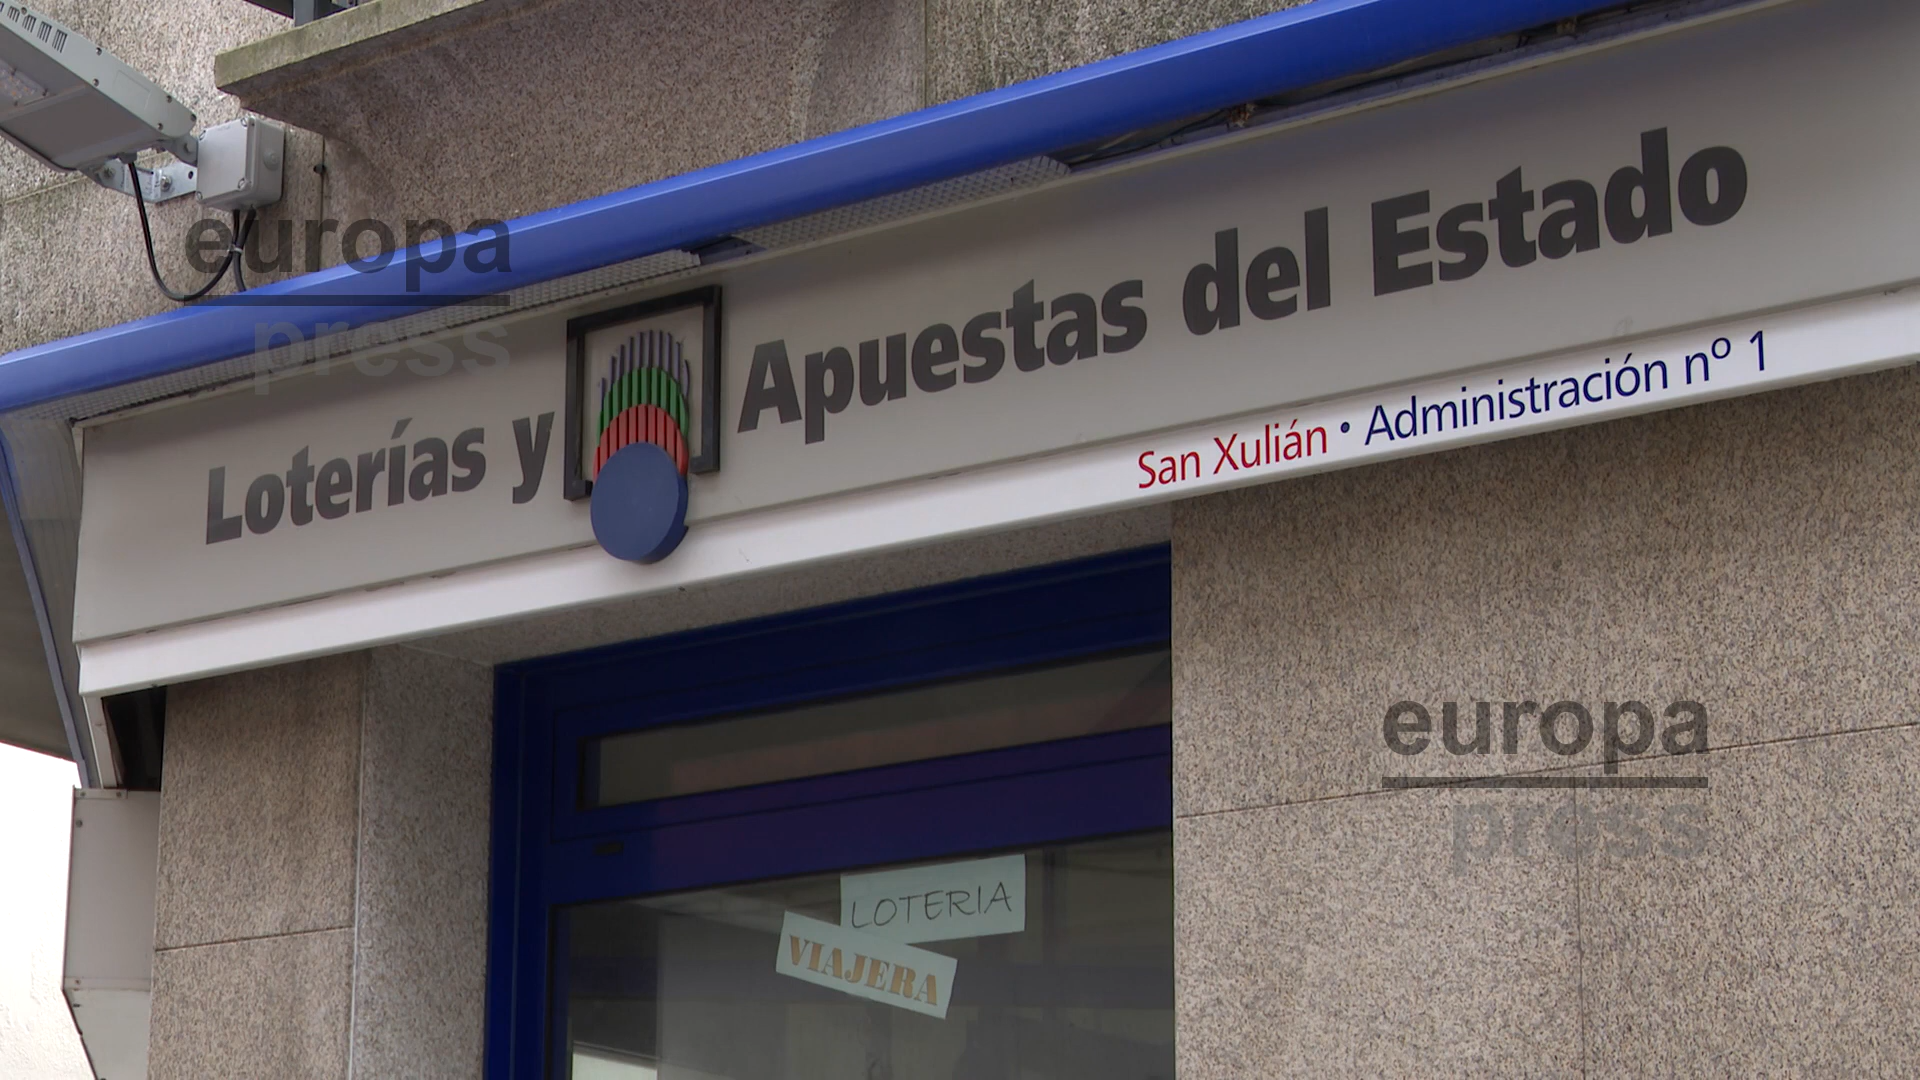 europa
press
Loterías y Apuestas del Estado
San Xulián • Administración nº 1
europa
press
LOTERIA
VIAJERA